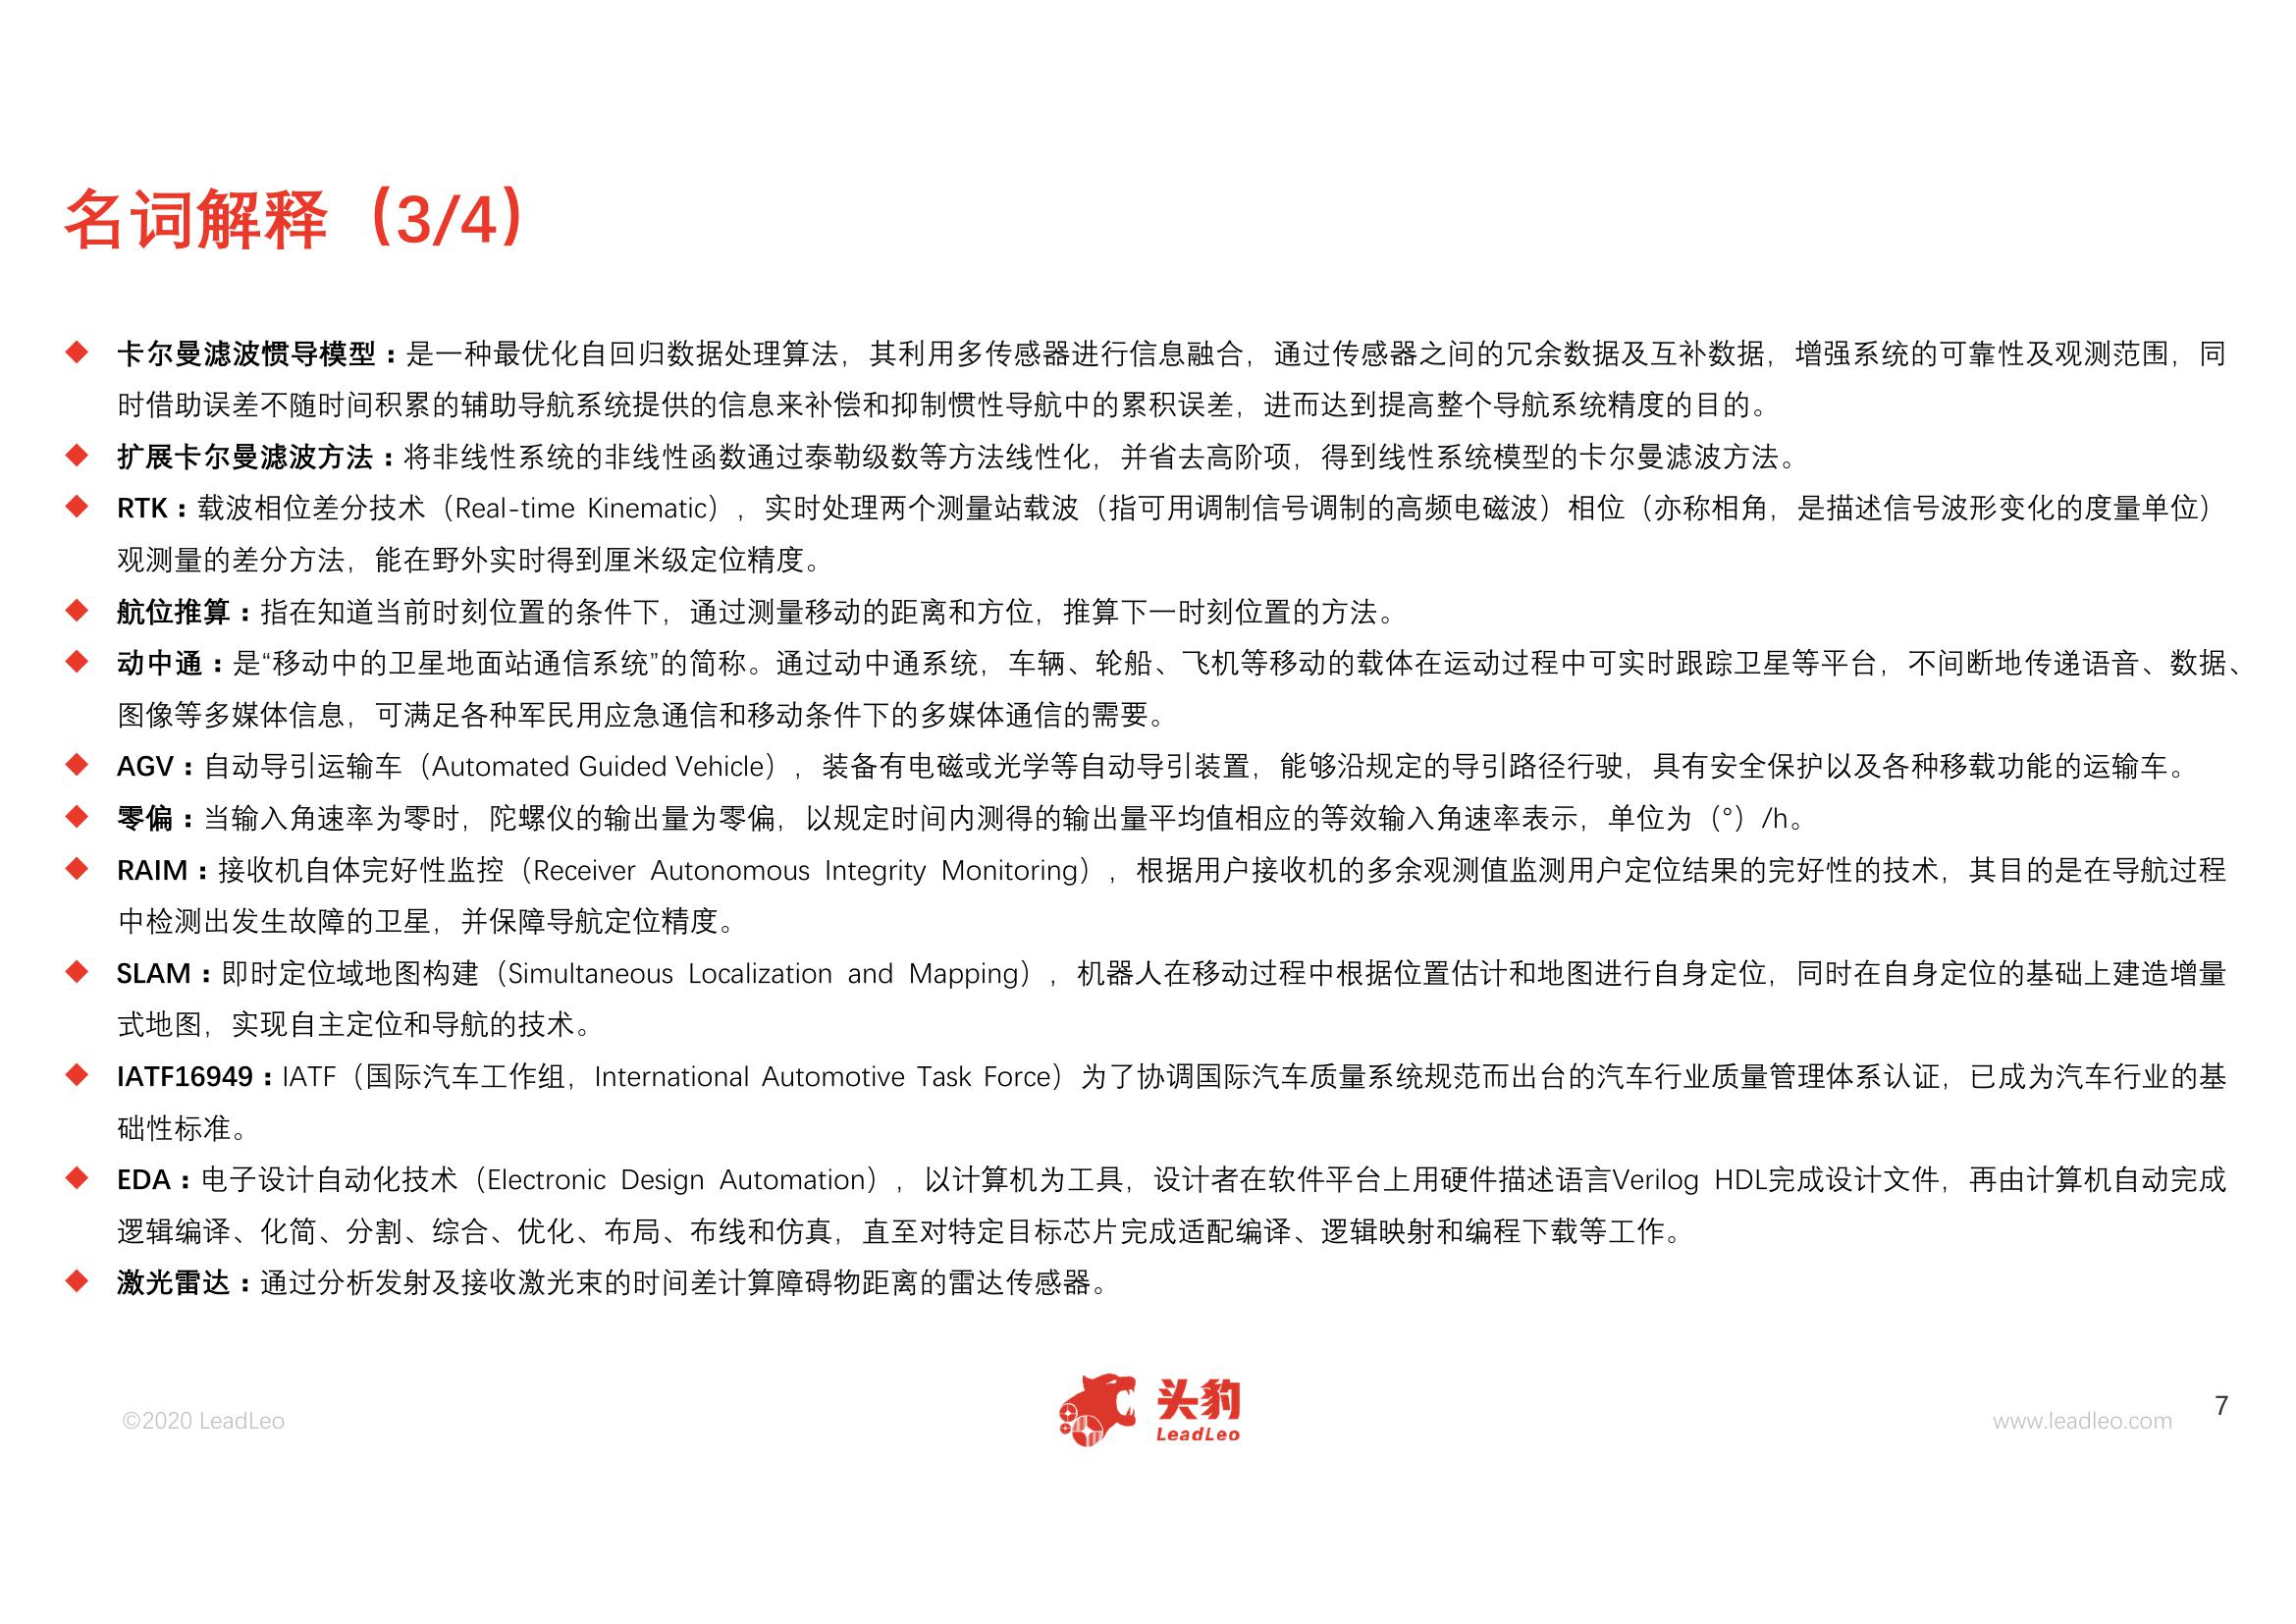 名词解释（3/4）
卡尔曼滤波惯导模型：是一种最优化自回归数据处理算法，其利用多传感器进行信息融合，通过传感器之间的冗余数据及互补数据，增强系统的可靠性及观测范围，同
时借助误差不随时间积累的辅助导航系统提供的信息来补偿和抑制惯性导航中的累积误差，进而达到提高整个导航系统精度的目的。
扩展卡尔曼滤波方法：将非线性系统的非线性函数通过泰勒级数等方法线性化，并省去高阶项，得到线性系统模型的卡尔曼滤波方法。
RTK：载波相位差分技术（Real-time Kinematic），实时处理两个测量站载波（指可用调制信号调制的高频电磁波）相位（亦称相角，是描述信号波形变化的度量单位）
观测量的差分方法，能在野外实时得到厘米级定位精度。
航位推算：指在知道当前时刻位置的条件下，通过测量移动的距离和方位，推算下一时刻位置的方法。
动中通：是“移动中的卫星地面站通信系统”的简称。通过动中通系统，车辆、轮船、飞机等移动的载体在运动过程中可实时跟踪卫星等平台，不间断地传递语音、数据、
图像等多媒体信息，可满足各种军民用应急通信和移动条件下的多媒体通信的需要。
AGV：自动导引运输车（Automated Guided Vehicle），装备有电磁或光学等自动导引装置，能够沿规定的导引路径行驶，具有安全保护以及各种移载功能的运输车。
零偏：当输入角速率为零时，陀螺仪的输出量为零偏，以规定时间内测得的输出量平均值相应的等效输入角速率表示，单位为（°）/h。
RAIM：接收机自体完好性监控（Receiver Autonomous Integrity Monitoring），根据用户接收机的多余观测值监测用户定位结果的完好性的技术，其目的是在导航过程
中检测出发生故障的卫星，并保障导航定位精度。
SLAM：即时定位域地图构建（Simultaneous Localization and Mapping），机器人在移动过程中根据位置估计和地图进行自身定位，同时在自身定位的基础上建造增量
式地图，实现自主定位和导航的技术。
IATF16949：IATF（国际汽车工作组，International Automotive Task Force）为了协调国际汽车质量系统规范而出台的汽车行业质量管理体系认证，已成为汽车行业的基
础性标准。
EDA：电子设计自动化技术（Electronic Design Automation），以计算机为工具，设计者在软件平台上用硬件描述语言Verilog HDL完成设计文件，再由计算机自动完成
逻辑编译、化简、分割、综合、优化、布局、布线和仿真，直至对特定目标芯片完成适配编译、逻辑映射和编程下载等工作。
激光雷达：通过分析发射及接收激光束的时间差计算障碍物距离的雷达传感器。
©2020 LeadLeo
头豹
LeadLeo
www.leadleo.com
7